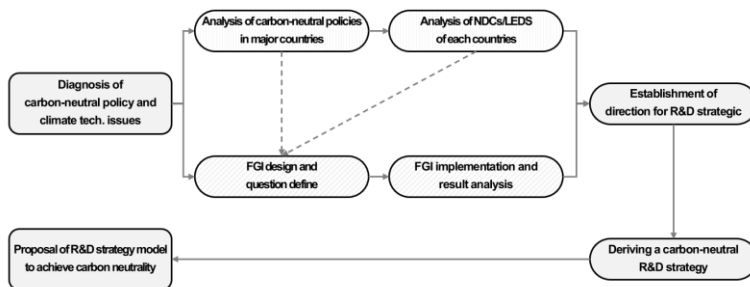 Analysis of carbon-neutral policies
in major countries
Analysis of NDCs/LEDS
of each countries
Diagnosis of
carbon-neutral policy and
climate tech. issues
Establishment of
direction for R&D strategic
FGI design and
question define
FGI implementation and
result analysis
Proposal of R&D strategy model
to achieve carbon neutrality
Deriving a carbon-neutral
R&D strategy